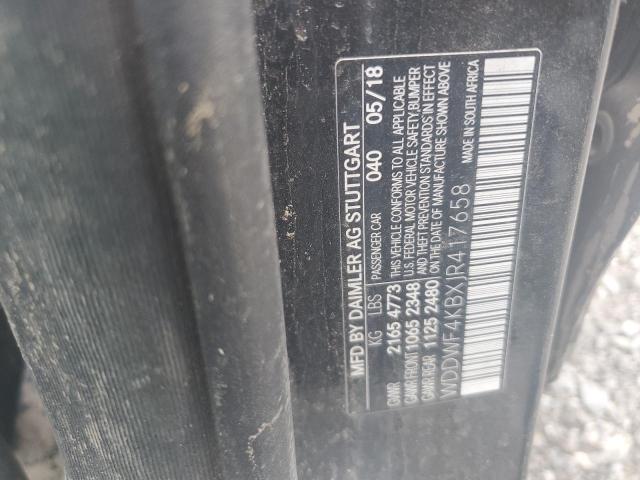 MFD BY DAIMLER AG STUTTGART
KG LBS PASSENGER CAR 040 05/18
GVWR 2165 4773 THIS VEHICLE CONFORMS TO ALL APPLICABLE
GAWR FRONT 1065 2348 U.S. FEDERAL MOTOR VEHICLE SAFETY, BUMPER
GAWR REAR 1125 2480 AND THEFT PREVENTION STANDARDS IN EFFECT
ON THE DATE OF MANUFACTURE SHOWN ABOVE
WDDWF4KBXJR417658
MADE IN SOUTH AFRICA